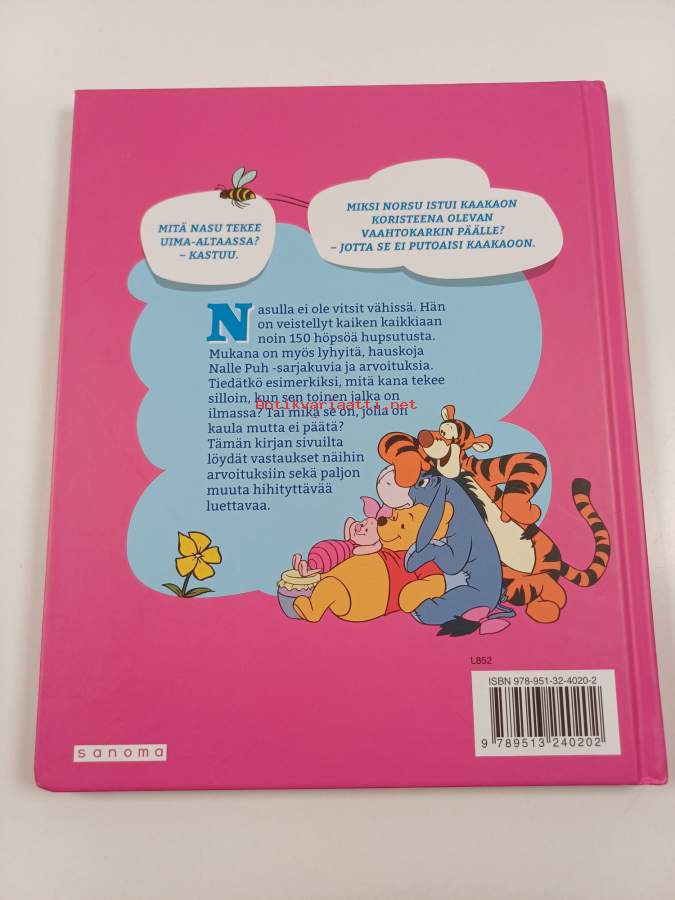 MITÄ NASU TEKEE
UIMA-ALTAASSA?
– KASTUU.
MIKSI NORSU ISTUI KAAKAON
KORISTEENA OLEVAN
VAAHTOKARKIN PÄÄLLE?
– JOTTA SE EI PUTOAISI KAAKAOON.
Nasulla ei ole vitsit vähissä. Hän
on veistellyt kaiken kaikkiaan
noin 150 höpsöä hupsutusta.
Mukana on myös lyhyitä, hauskoja
Nalle Puh -sarjakuvia ja arvoituksia.
Tiedätkö esimerkiksi, mitä kana tekee
silloin, kun sen toinen jalka on
Antikvariaatti.net
ilmassa? Tai mikä se on, jolla on
kaula mutta ei päätä?
Tämän kirjan sivuilta
löydät vastaukset näihin
arvoituksiin sekä paljon
muuta hihityttävää
luettavaa.
L852
ISBN 978-951-32-4020-2
9 789513 240202
sanoma